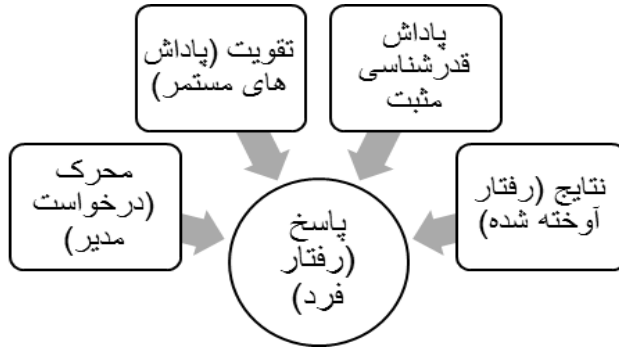 پاداش
قدرشناسی
مثبت
تقویت (پاداش
های مستمر)
نتایج (رفتار
آوخته شده)
محرک
(درخواست
مدیر)
پاسخ
(رفتار
فرد)